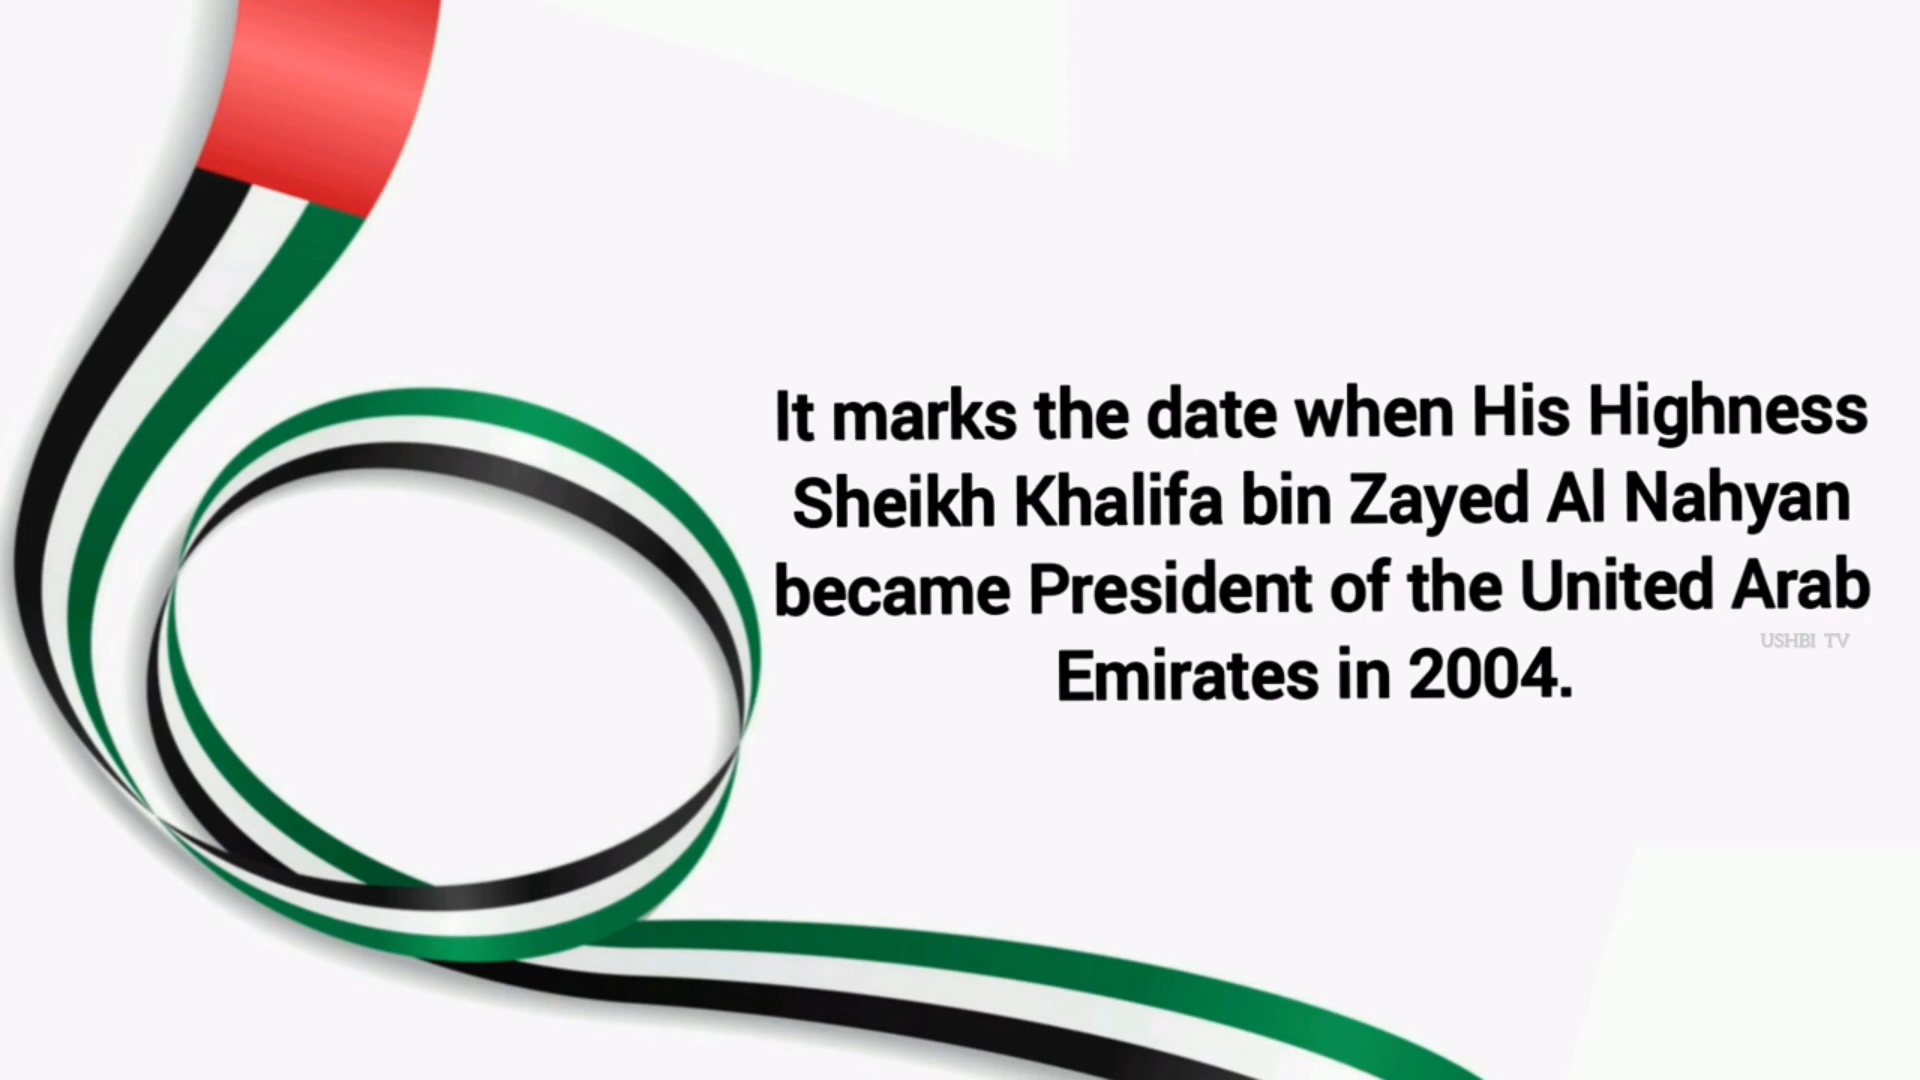 It marks the date when His Highness
Sheikh Khalifa bin Zayed Al Nahyan
became President of the United Arab
Emirates in 2004.
USHBI TV